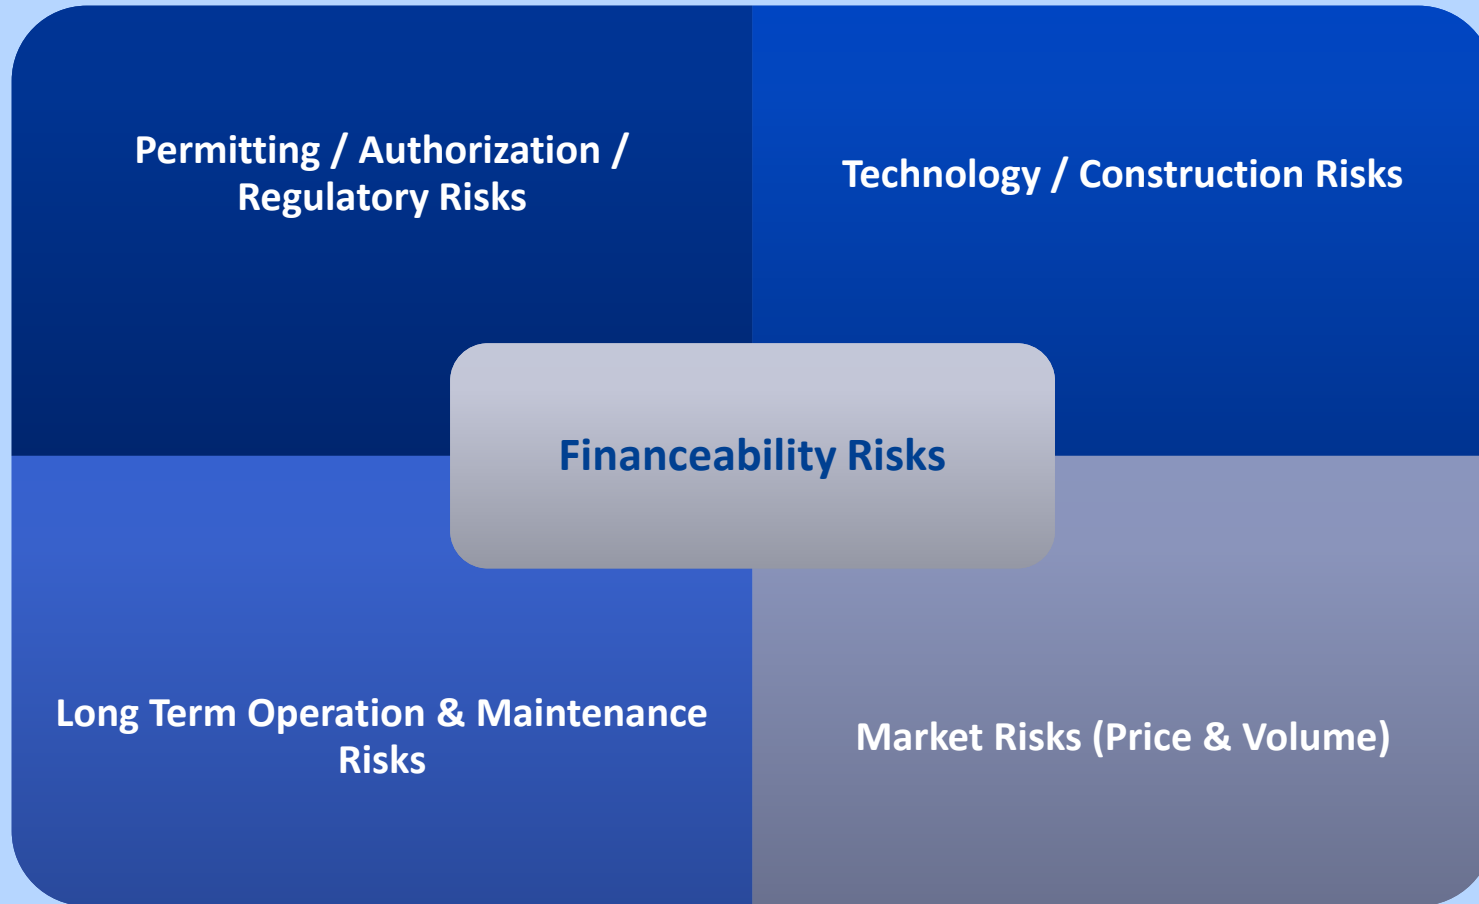 Permitting / Authorization /
Regulatory Risks
Technology / Construction Risks
Financeability Risks
Long Term Operation & Maintenance
Risks
Market Risks (Price & Volume)